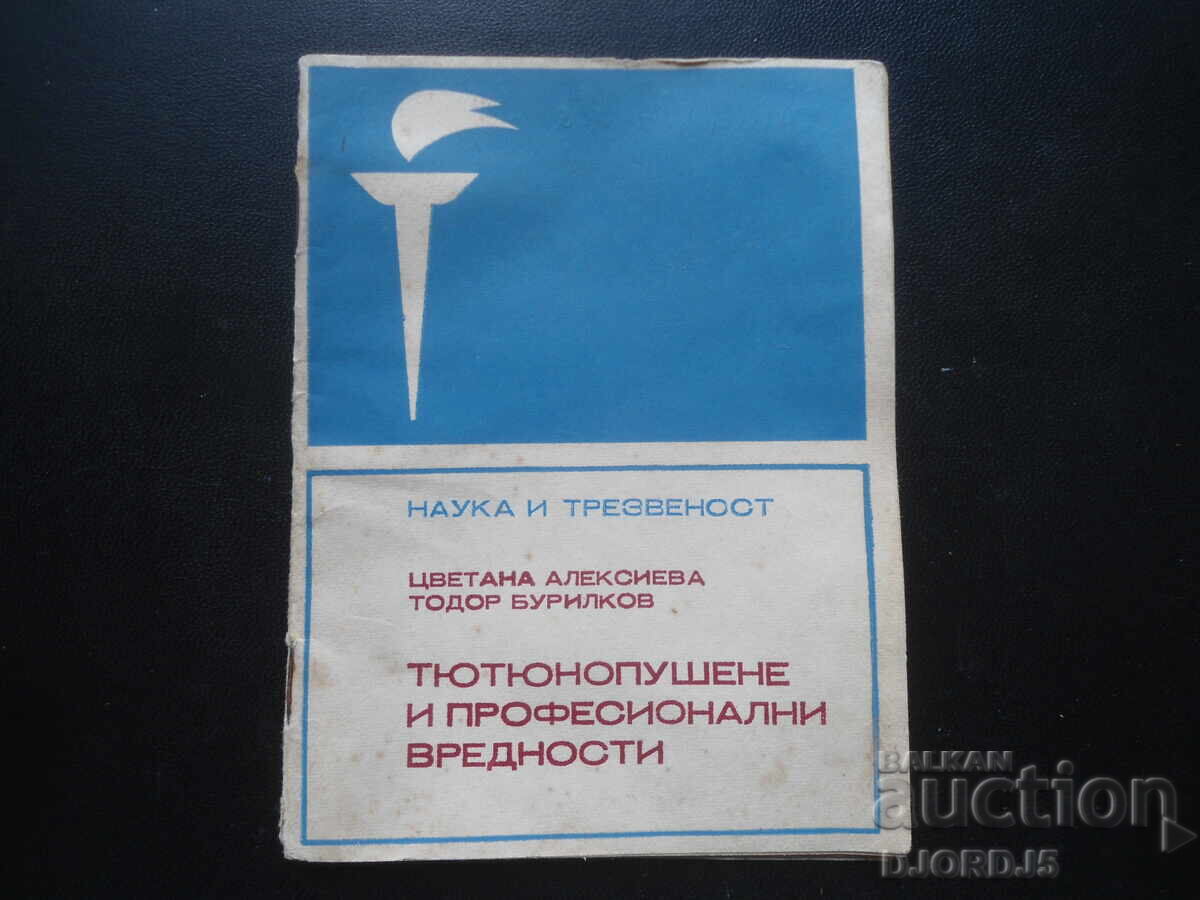 НАУКА И ТРЕЗВЕНОСТ
ЦВЕТАНА АЛЕКСИЕВА
ТОДОР БУРИЛКОВ
ТЮТЮНОПУШЕНЕ
И ПРОФЕСИОНАЛНИ
ВРЕДНОСТИ
BALKAN
auction
DJORDJ5